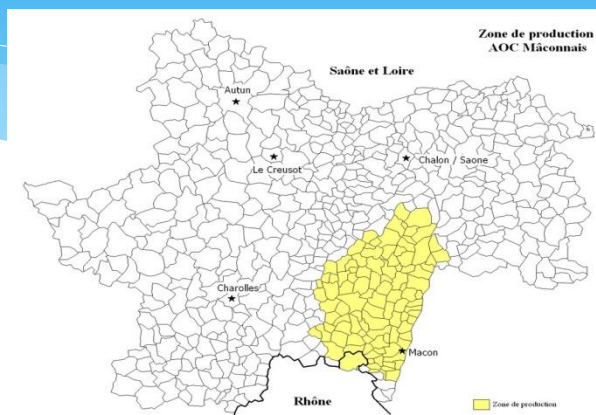 Zone de production
AOC Mâconnais
Saône et Loire
Autun
Le Creusot
Chalon / Saone
Charolles
Macon
Rhône
Zone de production